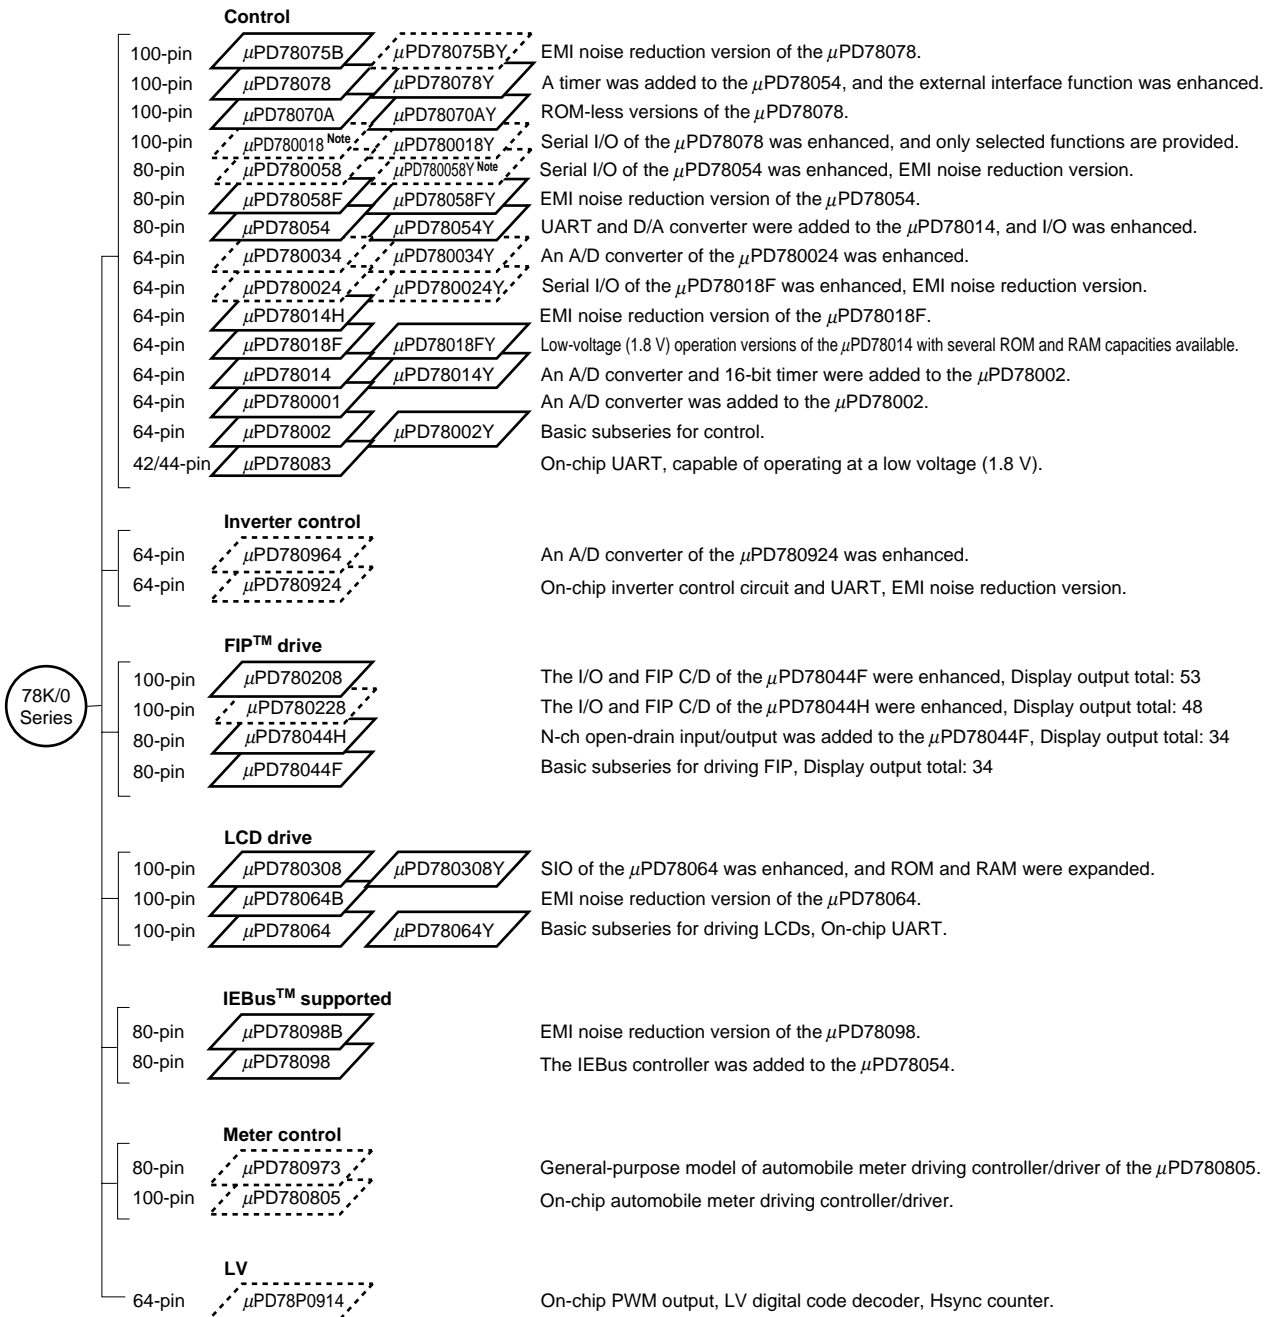 Control
100-pin μPD78075B μPD78075BY EMI noise reduction version of the μPD78078.
100-pin μPD78078 μPD78078Y A timer was added to the μPD78054, and the external interface function was enhanced.
100-pin μPD78070A μPD78070AY ROM-less versions of the μPD78078.
100-pin μPD780018 Note μPD780018Y Serial I/O of the μPD78078 was enhanced, and only selected functions are provided.
80-pin μPD780058 μPD780058Y Note Serial I/O of the μPD78054 was enhanced, EMI noise reduction version.
80-pin μPD78058F μPD78058FY EMI noise reduction version of the μPD78054.
80-pin μPD78054 μPD78054Y UART and D/A converter were added to the μPD78014, and I/O was enhanced.
64-pin μPD780034 μPD780034Y An A/D converter of the μPD780024 was enhanced.
64-pin μPD780024 μPD780024Y Serial I/O of the μPD78018F was enhanced, EMI noise reduction version.
64-pin μPD78014H EMI noise reduction version of the μPD78018F.
64-pin μPD78018F μPD78018FY Low-voltage (1.8 V) operation versions of the μPD78014 with several ROM and RAM capacities available.
64-pin μPD78014 μPD78014Y An A/D converter and 16-bit timer were added to the μPD78002.
64-pin μPD780001 An A/D converter was added to the μPD78002.
64-pin μPD78002 μPD78002Y Basic subseries for control.
42/44-pin μPD78083 On-chip UART, capable of operating at a low voltage (1.8 V).
Inverter control
64-pin μPD780964 An A/D converter of the μPD780924 was enhanced.
64-pin μPD780924 On-chip inverter control circuit and UART, EMI noise reduction version.
FIP™ drive
78K/0
Series
100-pin μPD780208 The I/O and FIP C/D of the μPD78044F were enhanced, Display output total: 53
100-pin μPD780228 The I/O and FIP C/D of the μPD78044H were enhanced, Display output total: 48
80-pin μPD78044H N-ch open-drain input/output was added to the μPD78044F, Display output total: 34
80-pin μPD78044F Basic subseries for driving FIP, Display output total: 34
LCD drive
100-pin μPD780308 μPD780308Y SIO of the μPD78064 was enhanced, and ROM and RAM were expanded.
100-pin μPD78064B EMI noise reduction version of the μPD78064.
100-pin μPD78064 μPD78064Y Basic subseries for driving LCDs, On-chip UART.
IEBus™ supported
80-pin μPD78098B EMI noise reduction version of the μPD78098.
80-pin μPD78098 The IEBus controller was added to the μPD78054.
Meter control
80-pin μPD780973 General-purpose model of automobile meter driving controller/driver of the μPD780805.
100-pin μPD780805 On-chip automobile meter driving controller/driver.
LV
64-pin μPD78P0914 On-chip PWM output, LV digital code decoder, Hsync counter.